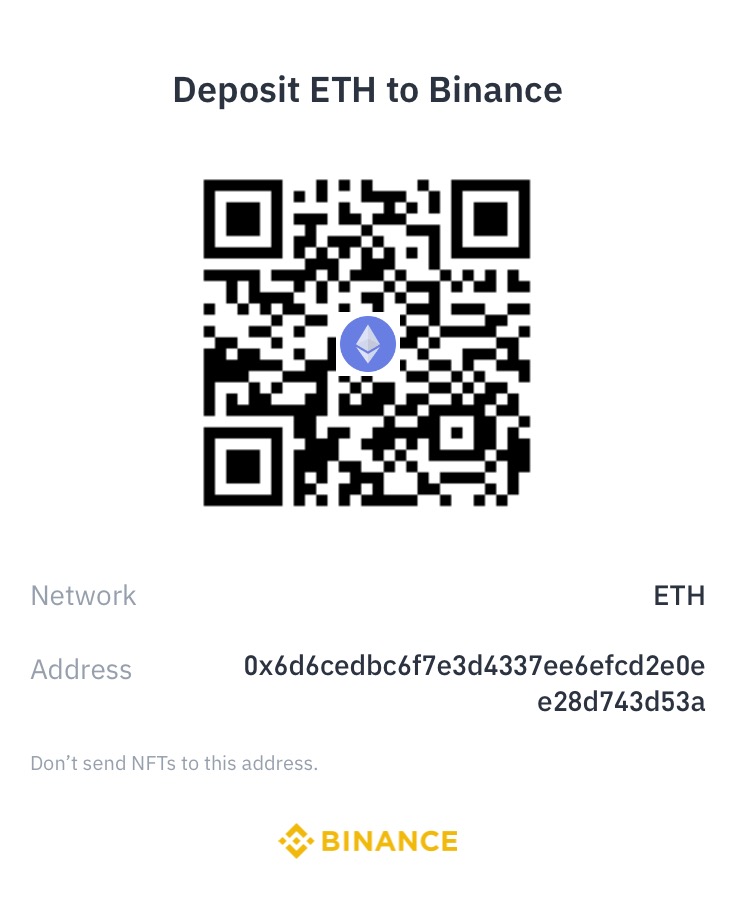 Deposit ETH to Binance
Network
ETH
Address
0x6d6cedbc6f7e3d4337ee6efcd2e0e
e28d743d53a
Don’t send NFTs to this address.
BINANCE